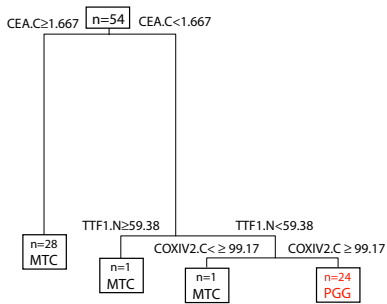 CEA.C≥1.667
n=54
CEA.C<1.667
TTF1.N≥59.38
TTF1.N<59.38
n=28
MTC
n=1
MTC
COXIV2.C< ≥ 99.17
COXIV2.C ≥ 99.17
n=1
MTC
n=24
PGG